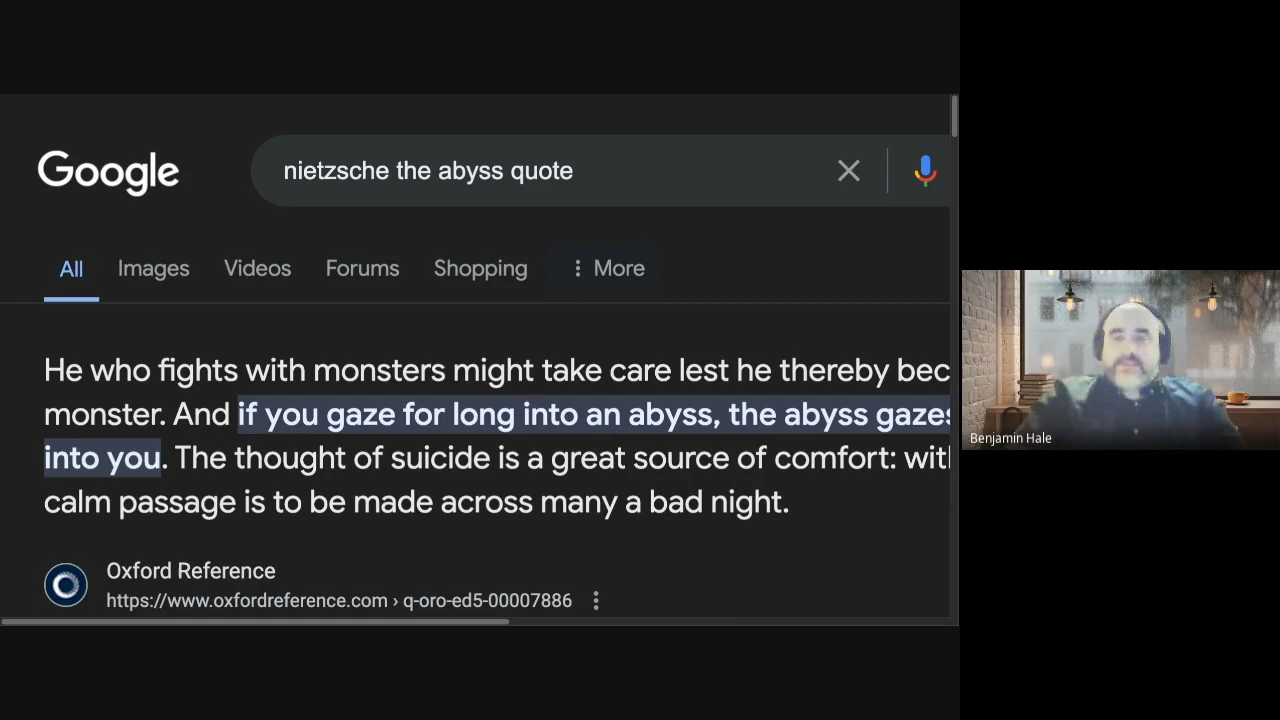 Google
nietzsche the abyss quote
All Images Videos Forums Shopping More
He who fights with monsters might take care lest he thereby bec
monster. And if you gaze for long into an abyss, the abyss gazes
into you. The thought of suicide is a great source of comfort: with
calm passage is to be made across many a bad night.
Oxford Reference
https://www.oxfordreference.com › q-oro-ed5-00007886
Benjamin Hale